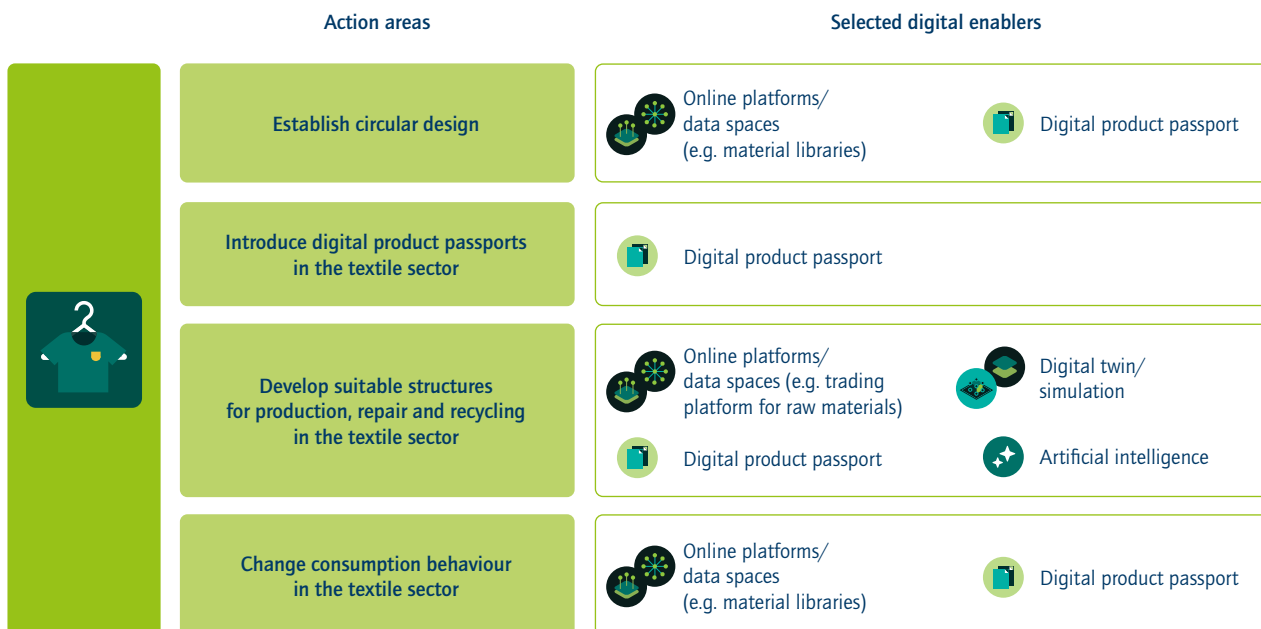 Action areas
Selected digital enablers
Establish circular design
Online platforms/
data spaces
(e.g. material libraries)
Digital product passport
Introduce digital product passports
in the textile sector
Digital product passport
Develop suitable structures
for production, repair and recycling
in the textile sector
Online platforms/
data spaces (e.g. trading
platform for raw materials)
Digital twin/
simulation
Digital product passport
Artificial intelligence
Change consumption behaviour
in the textile sector
Online platforms/
data spaces
(e.g. material libraries)
Digital product passport